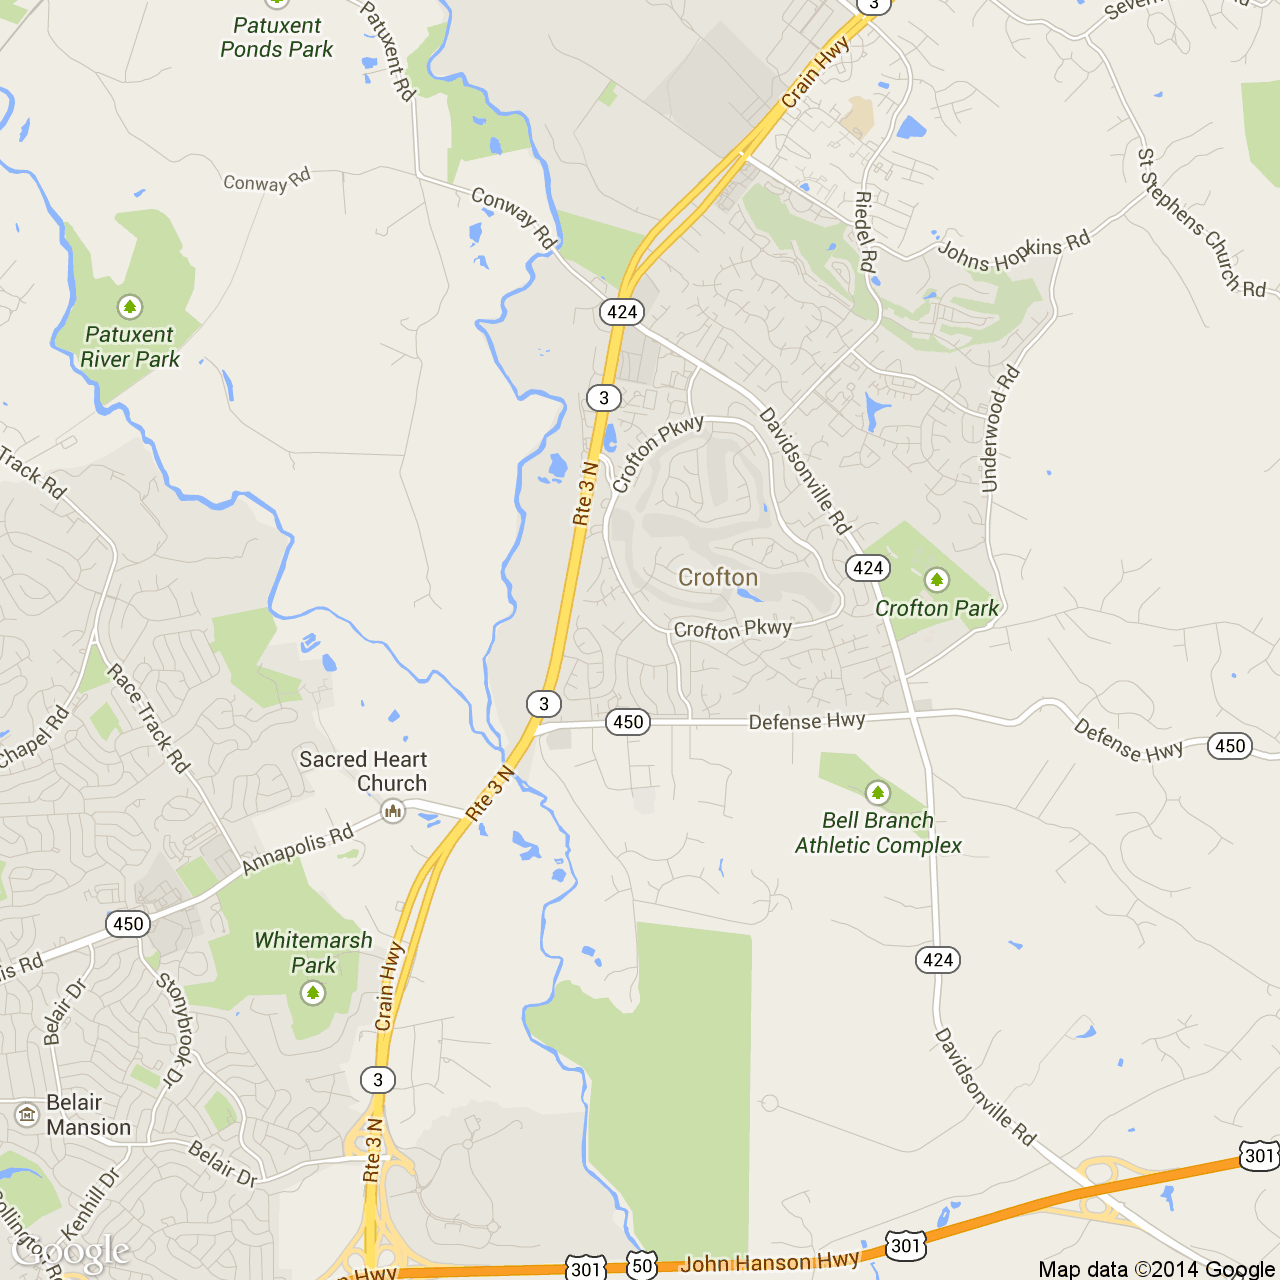 3
Patuxent
Ponds Park
Patuxent Rd
Crain Hwy
Conway Rd
Conway Rd
Riedel Rd
Johns Hopkins Rd
St Stephens Church Rd
Patuxent
River Park
424
3
Crofton Pkwy
Davidsonville Rd
Underwood Rd
Track Rd
Rte 3 N
Crofton
424
Crofton Park
Crofton Pkwy
Race Track Rd
Chapel Rd
3
450
Defense Hwy
Defense Hwy
450
Sacred Heart
Church
Rte 3 N
Annapolis Rd
Bell Branch
Athletic Complex
450
Whitemarsh
Park
is Rd
Crain Hwy
424
Belair Dr
Stonybrook Dr
Davidsonville Rd
3
Belair
Mansion
Rte 3 N
Belair Dr
Kenhill Dr
301
301
John Hanson Hwy
50
301
Google
Map data ©2014 Google